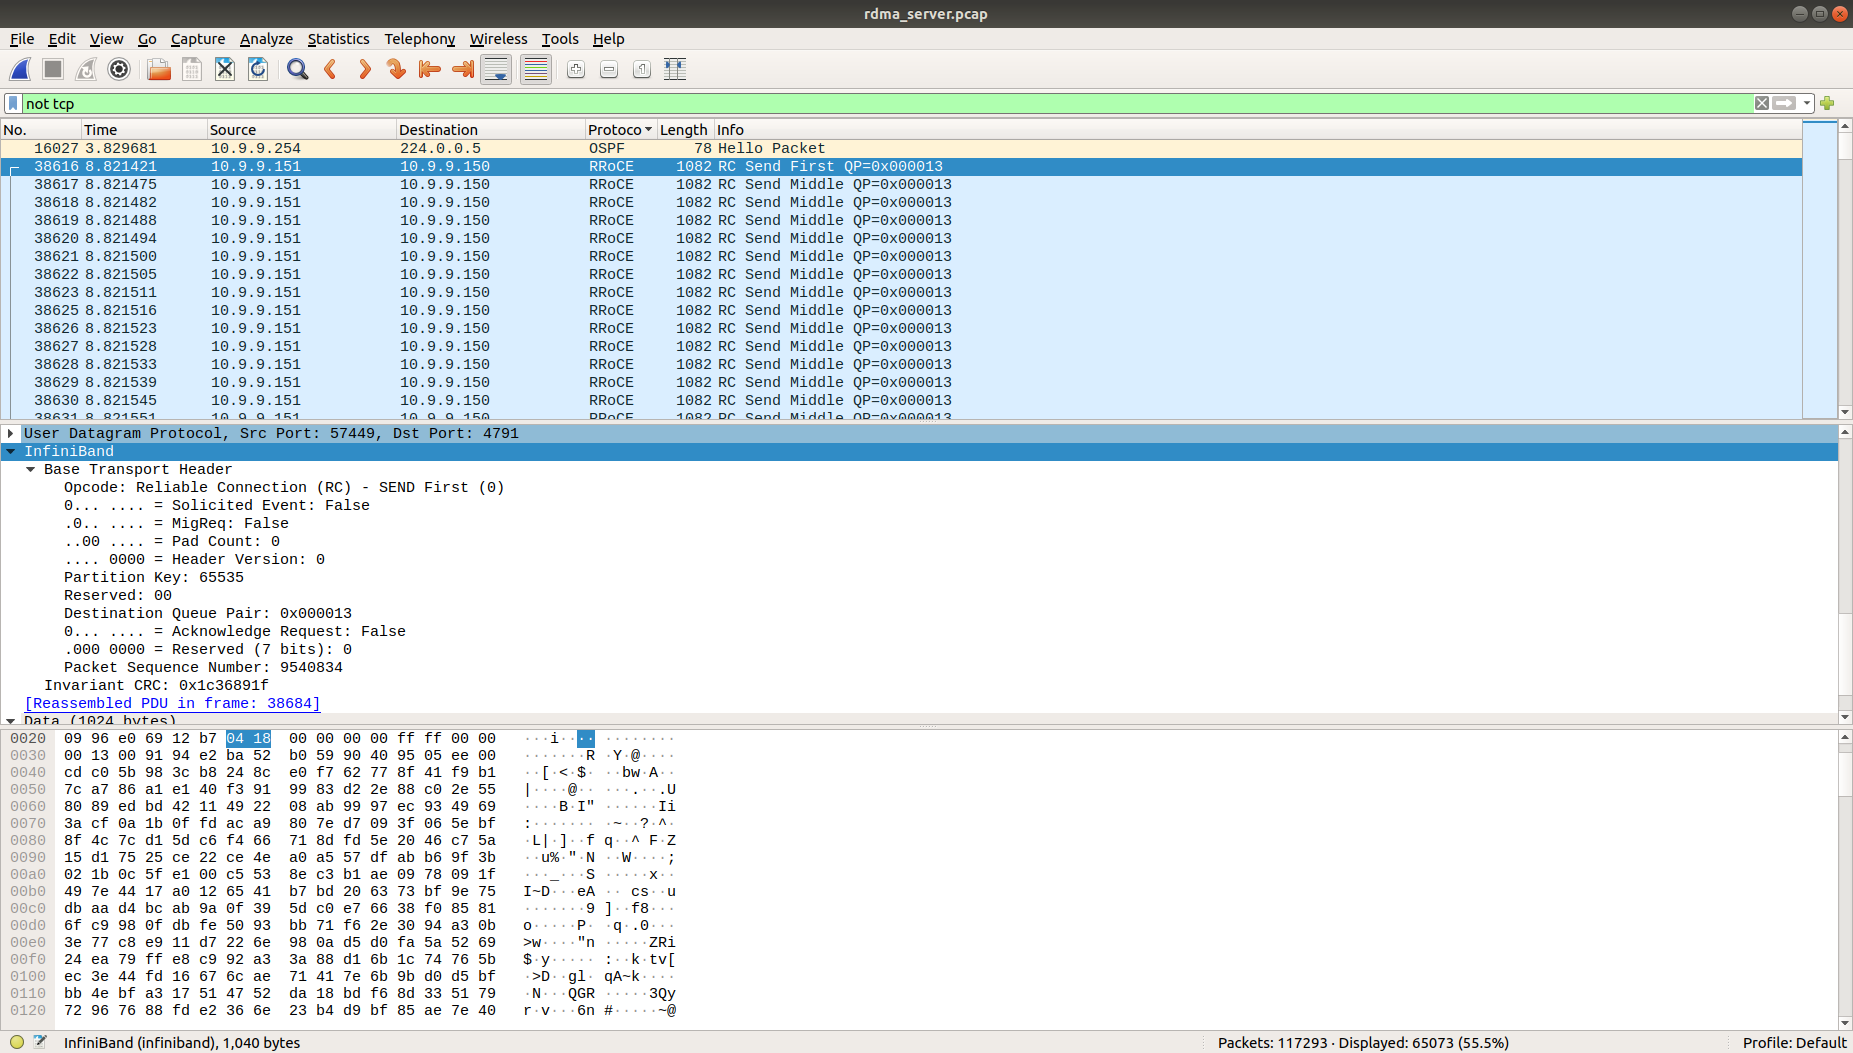 rdma_server.pcap
File Edit View Go Capture Analyze Statistics Telephony Wireless Tools Help
not tcp
No. Time Source Destination Protoco Length Info
16027 3.829681 10.9.9.254 224.0.0.5 OSPF 78 Hello Packet
38616 8.821421 10.9.9.151 10.9.9.150 RRoCE 1082 RC Send First QP=0x000013
38617 8.821475 10.9.9.151 10.9.9.150 RRoCE 1082 RC Send Middle QP=0x000013
38618 8.821482 10.9.9.151 10.9.9.150 RRoCE 1082 RC Send Middle QP=0x000013
38619 8.821488 10.9.9.151 10.9.9.150 RRoCE 1082 RC Send Middle QP=0x000013
38620 8.821494 10.9.9.151 10.9.9.150 RRoCE 1082 RC Send Middle QP=0x000013
38621 8.821500 10.9.9.151 10.9.9.150 RRoCE 1082 RC Send Middle QP=0x000013
38622 8.821505 10.9.9.151 10.9.9.150 RRoCE 1082 RC Send Middle QP=0x000013
38623 8.821511 10.9.9.151 10.9.9.150 RRoCE 1082 RC Send Middle QP=0x000013
38625 8.821516 10.9.9.151 10.9.9.150 RRoCE 1082 RC Send Middle QP=0x000013
38626 8.821523 10.9.9.151 10.9.9.150 RRoCE 1082 RC Send Middle QP=0x000013
38627 8.821528 10.9.9.151 10.9.9.150 RRoCE 1082 RC Send Middle QP=0x000013
38628 8.821533 10.9.9.151 10.9.9.150 RRoCE 1082 RC Send Middle QP=0x000013
38629 8.821539 10.9.9.151 10.9.9.150 RRoCE 1082 RC Send Middle QP=0x000013
38630 8.821545 10.9.9.151 10.9.9.150 RRoCE 1082 RC Send Middle QP=0x000013
38631 8.821551 10.9.9.151 10.9.9.150 RRoCE 1082 RC Send Middle QP=0x000013
User Datagram Protocol, Src Port: 57449, Dst Port: 4791
InfiniBand
Base Transport Header
Opcode: Reliable Connection (RC) - SEND First (0)
0... .... = Solicited Event: False
.0.. .... = MigReq: False
..00 .... = Pad Count: 0
.... 0000 = Header Version: 0
Partition Key: 65535
Reserved: 00
Destination Queue Pair: 0x000013
0... .... = Acknowledge Request: False
.000 0000 = Reserved (7 bits): 0
Packet Sequence Number: 9540834
Invariant CRC: 0x1c36891f
[Reassembled PDU in frame: 38684]
Data (1024 bytes)
0020 09 96 e0 69 12 b7 04 18 00 00 00 00 ff ff 00 00 ···i···· ········
0030 00 13 00 91 94 e2 ba 52 b0 59 90 40 95 05 ee 00 ·······R ·Y·@····
0040 cd c0 5b 98 3c b8 24 8c e0 f7 62 77 8f 41 f9 b1 ··[·<·$· ··bw·A··
0050 7c a7 86 a1 e1 40 f3 91 99 83 d2 2e 88 c0 2e 55 |····@·· ···.··.U
0060 80 89 ed bd 42 11 49 22 08 ab 99 97 ec 93 49 69 ····B·I" ······Ii
0070 3a cf 0a 1b 0f fd ac a9 80 7e d7 09 3f 06 5e bf :······· ·~··?·^·
0080 8f 4c 7c d1 5d c6 f4 66 71 8d fd 5e 20 46 c7 5a ·L|·]··f q··^ F·Z
0090 15 d1 75 25 ce 22 ce 4e a0 a5 57 df ab b6 9f 3b ··u%·"·N ··W····;
00a0 02 1b 0c 5f e1 00 c5 53 8e c3 b1 ae 09 78 09 1f ···_···S ·····x··
00b0 49 7e 44 17 a0 12 65 41 b7 bd 20 63 73 bf 9e 75 I~D···eA ·· cs··u
00c0 db aa d4 bc ab 9a 0f 39 5d c0 e7 66 38 f0 85 81 ·······9 ]··f8···
00d0 6f c9 98 0f db fe 50 93 bb 71 f6 2e 30 94 a3 0b o·····P· ·q·.0···
00e0 3e 77 c8 e9 11 d7 22 6e 98 0a d5 d0 fa 5a 52 69 >w····"n ·····ZRi
00f0 24 ea 79 ff e8 c9 92 a3 3a 88 d1 6b 1c 74 76 5b $·y····· :··k·tv[
0100 ec 3e 44 fd 16 67 6c ae 71 41 7e 6b 9b d0 d5 bf ·>D··gl· qA~k····
0110 bb 4e bf a3 17 51 47 52 da 18 bd f6 8d 33 51 79 ·N···QGR ·····3Qy
0120 72 96 76 88 fd e2 36 6e 23 b4 d9 bf 85 ae 7e 40 r·v···6n #·····~@
InfiniBand (infiniband), 1,040 bytes Packets: 117293 · Displayed: 65073 (55.5%) Profile: Default